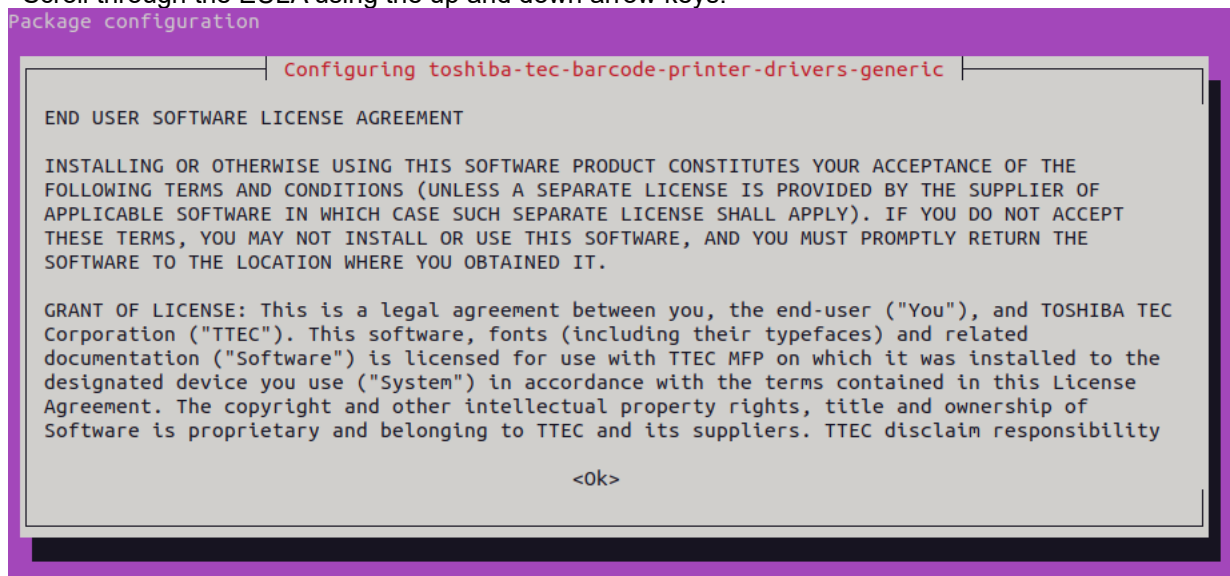 Scroll through the EULA using the up and down arrow keys.
Package configuration
Configuring toshiba-tec-barcode-printer-drivers-generic
END USER SOFTWARE LICENSE AGREEMENT
INSTALLING OR OTHERWISE USING THIS SOFTWARE PRODUCT CONSTITUTES YOUR ACCEPTANCE OF THE
FOLLOWING TERMS AND CONDITIONS (UNLESS A SEPARATE LICENSE IS PROVIDED BY THE SUPPLIER OF
APPLICABLE SOFTWARE IN WHICH CASE SUCH SEPARATE LICENSE SHALL APPLY). IF YOU DO NOT ACCEPT
THESE TERMS, YOU MAY NOT INSTALL OR USE THIS SOFTWARE, AND YOU MUST PROMPTLY RETURN THE
SOFTWARE TO THE LOCATION WHERE YOU OBTAINED IT.
GRANT OF LICENSE: This is a legal agreement between you, the end-user ("You"), and TOSHIBA TEC
Corporation ("TTEC"). This software, fonts (including their typefaces) and related
documentation ("Software") is licensed for use with TTEC MFP on which it was installed to the
designated device you use ("System") in accordance with the terms contained in this License
Agreement. The copyright and other intellectual property rights, title and ownership of
Software is proprietary and belonging to TTEC and its suppliers. TTEC disclaim responsibility
<Ok>